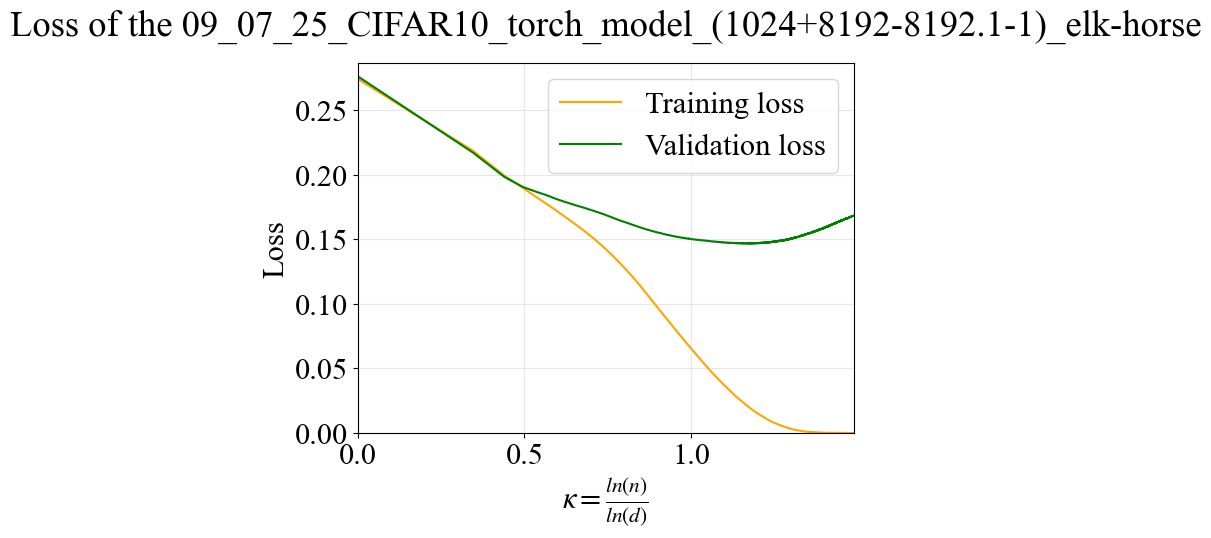 Loss of the 09_07_25_CIFAR10_torch_model_(1024+8192-8192.1-1)_elk-horse
Training loss
Validation loss
Loss
0.25
0.20
0.15
0.10
0.05
0.00
0.0 0.5 1.0
κ = ln(n)/ln(d)